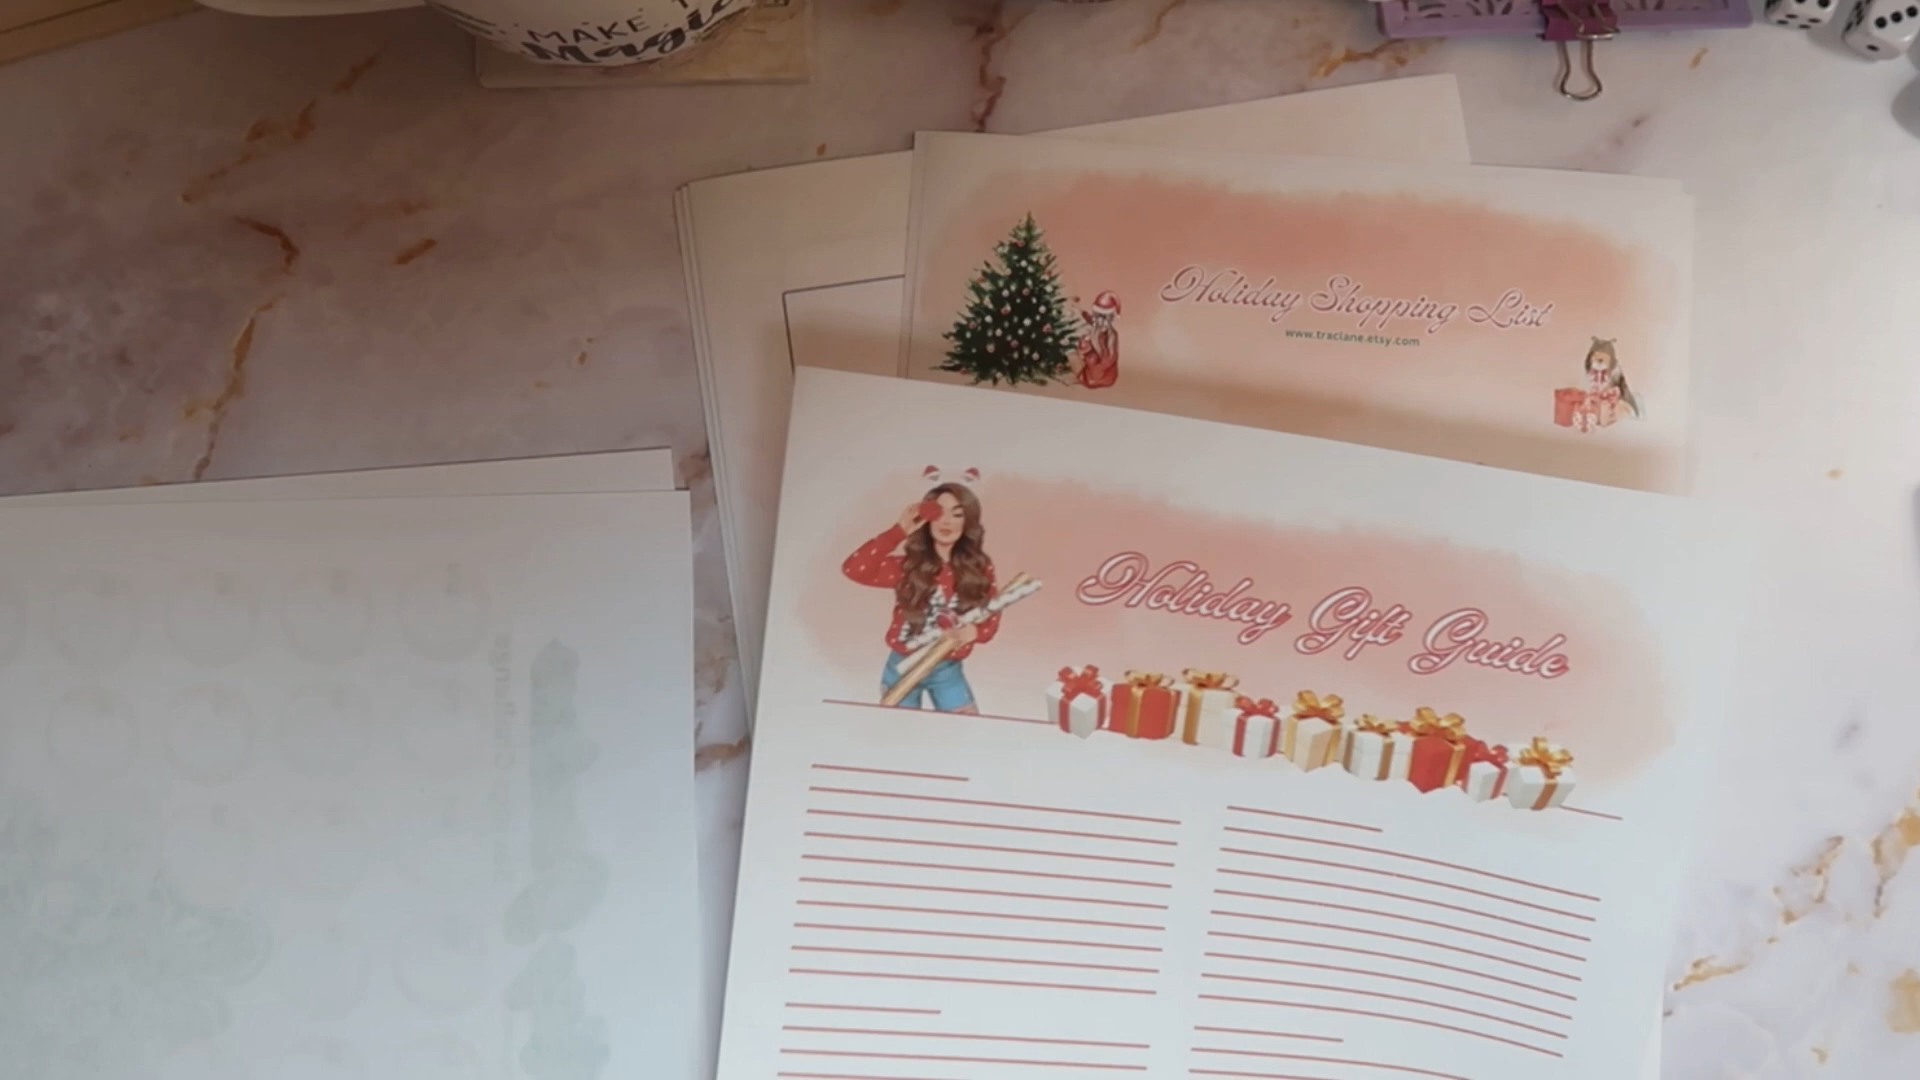 MAKE
Magic
Holiday Shopping List
www.traclane.etsy.com
Holiday Gift Guide